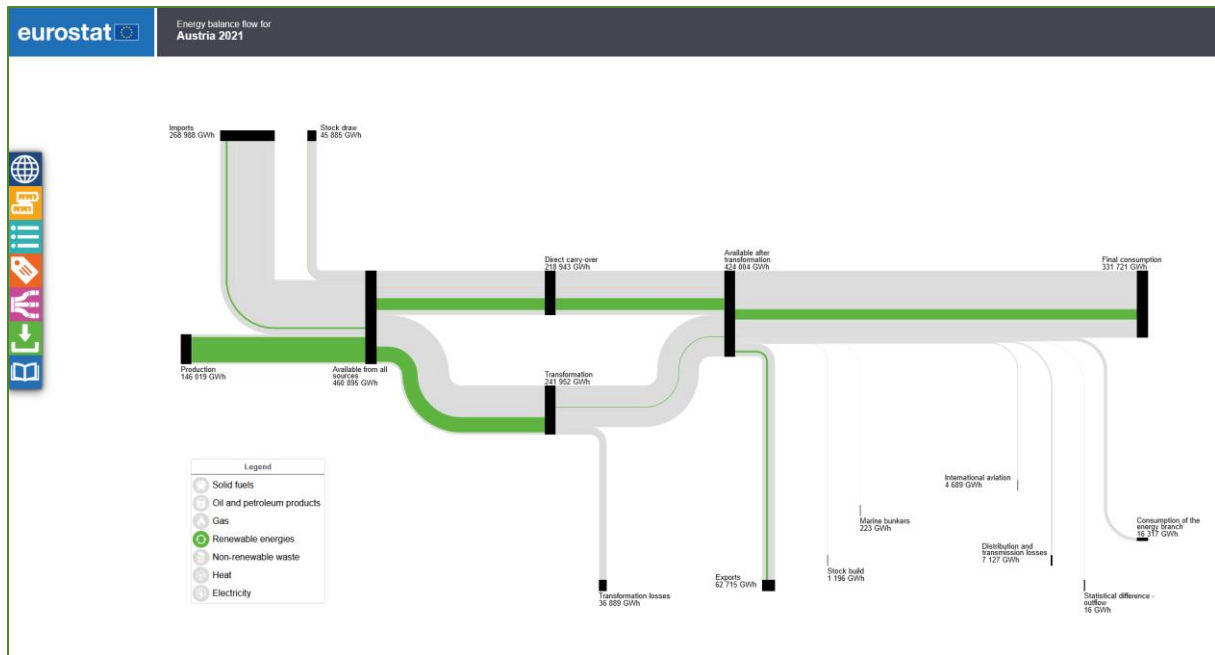 eurostat
Energy balance flow for
Austria 2021
Imports
268 988 GWh
Stock draw
45 885 GWh
Direct carry-over
218 943 GWh
Available after
transformation
424 004 GWh
Final consumption
331 721 GWh
Production
146 019 GWh
Available from all
sources
460 895 GWh
Transformation
241 952 GWh
Legend
Solid fuels
Oil and petroleum products
Gas
Renewable energies
Non-renewable waste
Heat
Electricity
Transformation losses
36 889 GWh
Exports
62 715 GWh
Stock build
1 196 GWh
Marine bunkers
223 GWh
International aviation
4 689 GWh
Distribution and
transmission losses
7 127 GWh
Consumption of the
energy branch
16 317 GWh
Statistical difference -
outflow
16 GWh